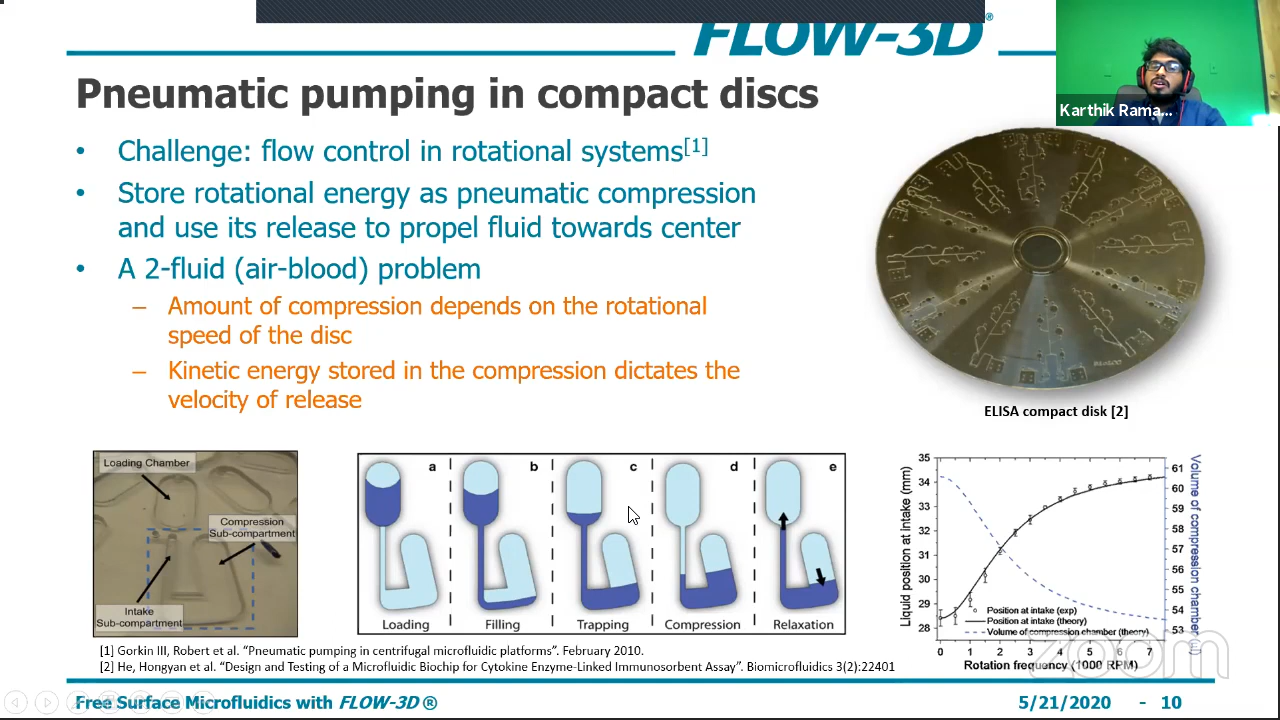 FLOW-3D®
Karthik Rama...
Pneumatic pumping in compact discs
• Challenge: flow control in rotational systems[1]
• Store rotational energy as pneumatic compression
and use its release to propel fluid towards center
• A 2-fluid (air-blood) problem
– Amount of compression depends on the rotational
speed of the disc
– Kinetic energy stored in the compression dictates the
velocity of release
ELISA compact disk [2]
Loading Chamber
Compression
Sub-compartment
Intake
Sub-compartment
a b c d e
Loading Filling Trapping Compression Relaxation
Liquid position at intake (mm)
35
34
33
32
31
30
29
28
61
60
59
58
57
56
55
54
53
Volume of compression chamber (µl)
Position at intake (exp)
Position at intake (theory)
Volume of compression chamber (theory)
0 1 2 3 4 5 6 7
Rotation frequency (1000 RPM)
zoom
[1] Gorkin III, Robert et al. “Pneumatic pumping in centrifugal microfluidic platforms”. February 2010.
[2] He, Hongyan et al. “Design and Testing of a Microfluidic Biochip for Cytokine Enzyme-Linked Immunosorbent Assay”. Biomicrofluidics 3(2):22401
Free Surface Microfluidics with FLOW-3D ®
5/21/2020 - 10